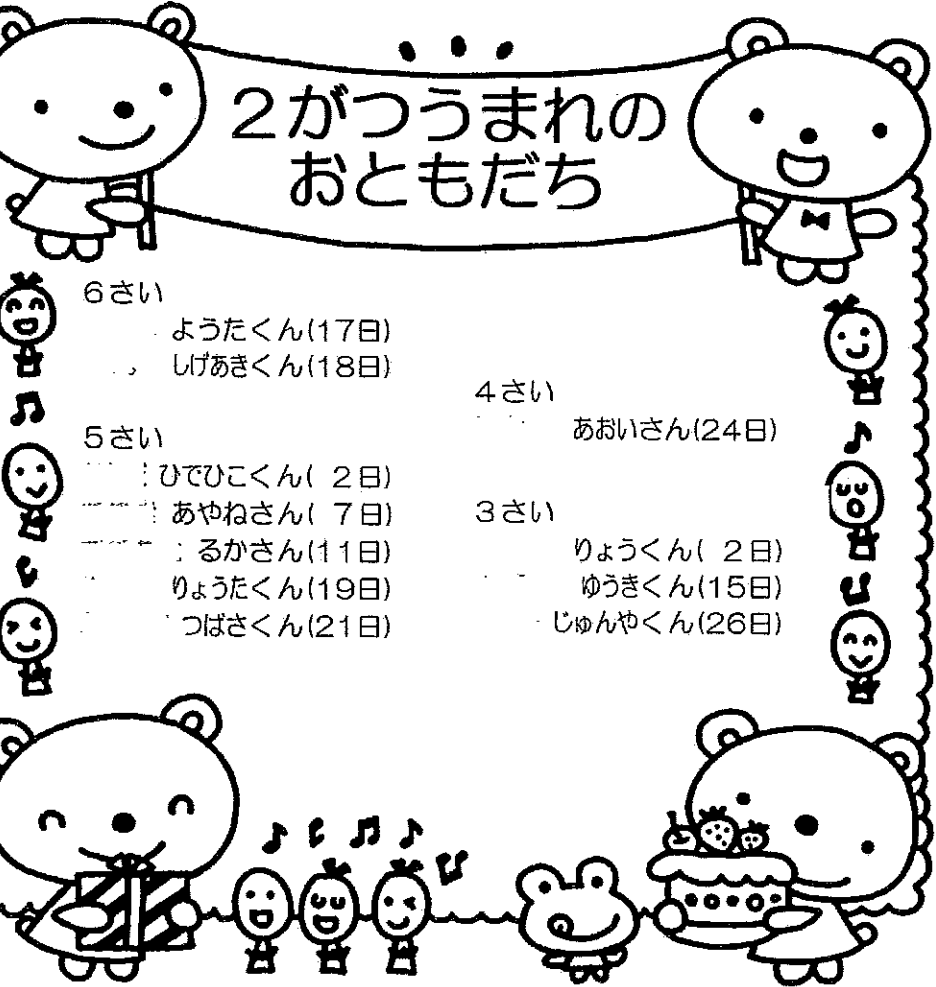 2がつうまれの
おともだち
6さい
ようたくん(17日)
しげあきくん(18日)
5さい
ひでひこくん( 2日)
あやねさん( 7日)
るかさん(11日)
りょうたくん(19日)
つばさくん(21日)
4さい
あおいさん(24日)
3さい
りょうくん( 2日)
ゆうきくん(15日)
じゅんやくん(26日)